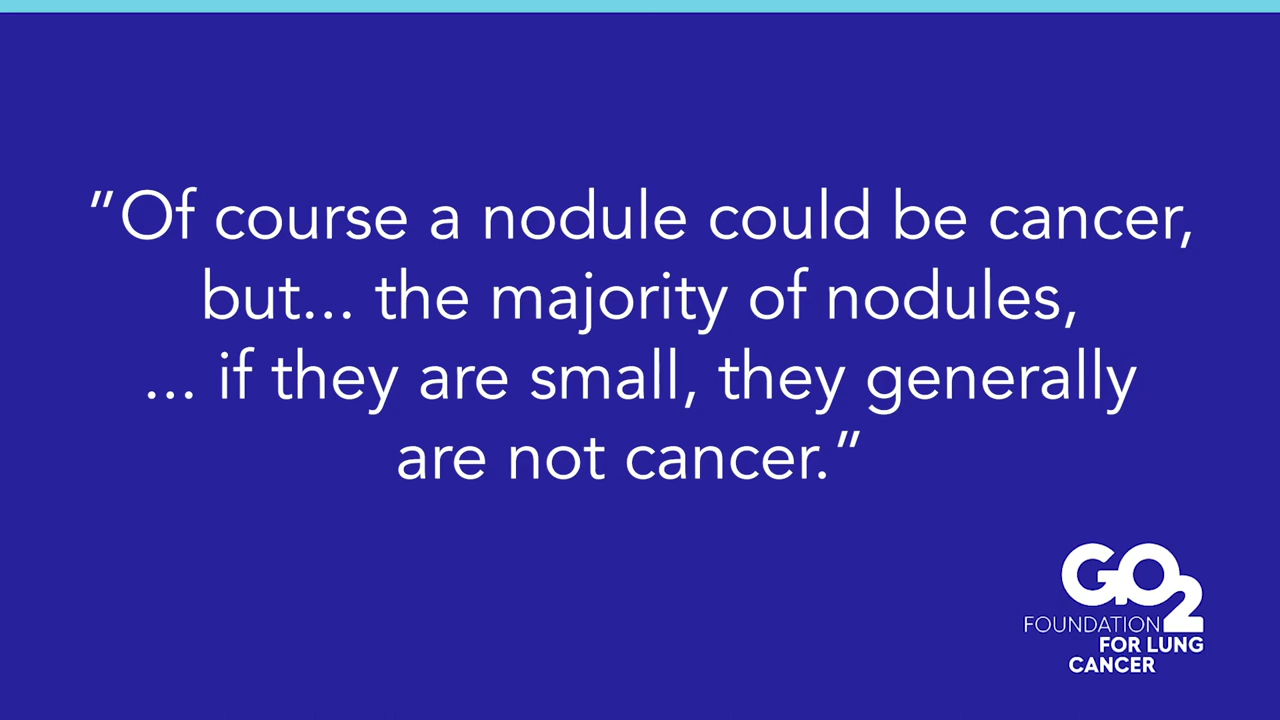 ”Of course a nodule could be cancer,
but... the majority of nodules,
... if they are small, they generally
are not cancer.”
GO2
FOUNDATION
FOR LUNG
CANCER